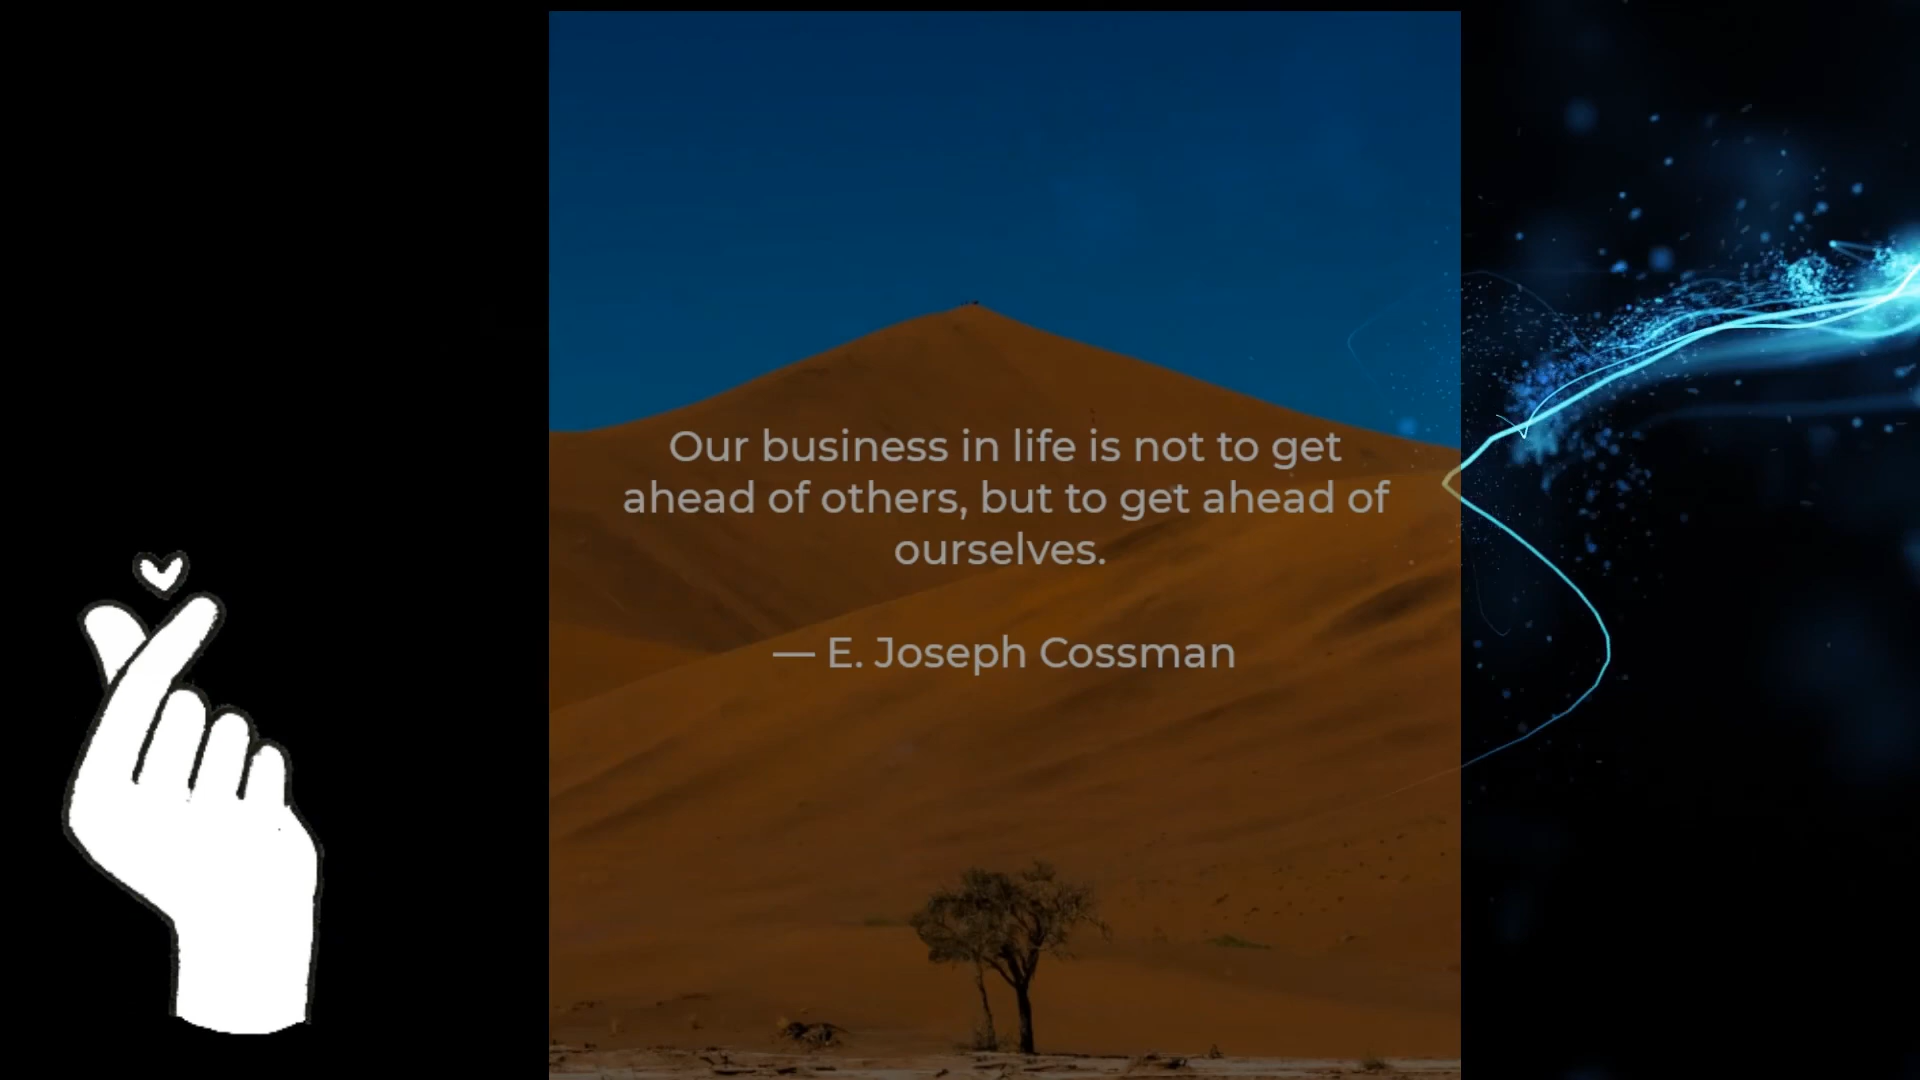 Our business in life is not to get
ahead of others, but to get ahead of
ourselves.
— E. Joseph Cossman